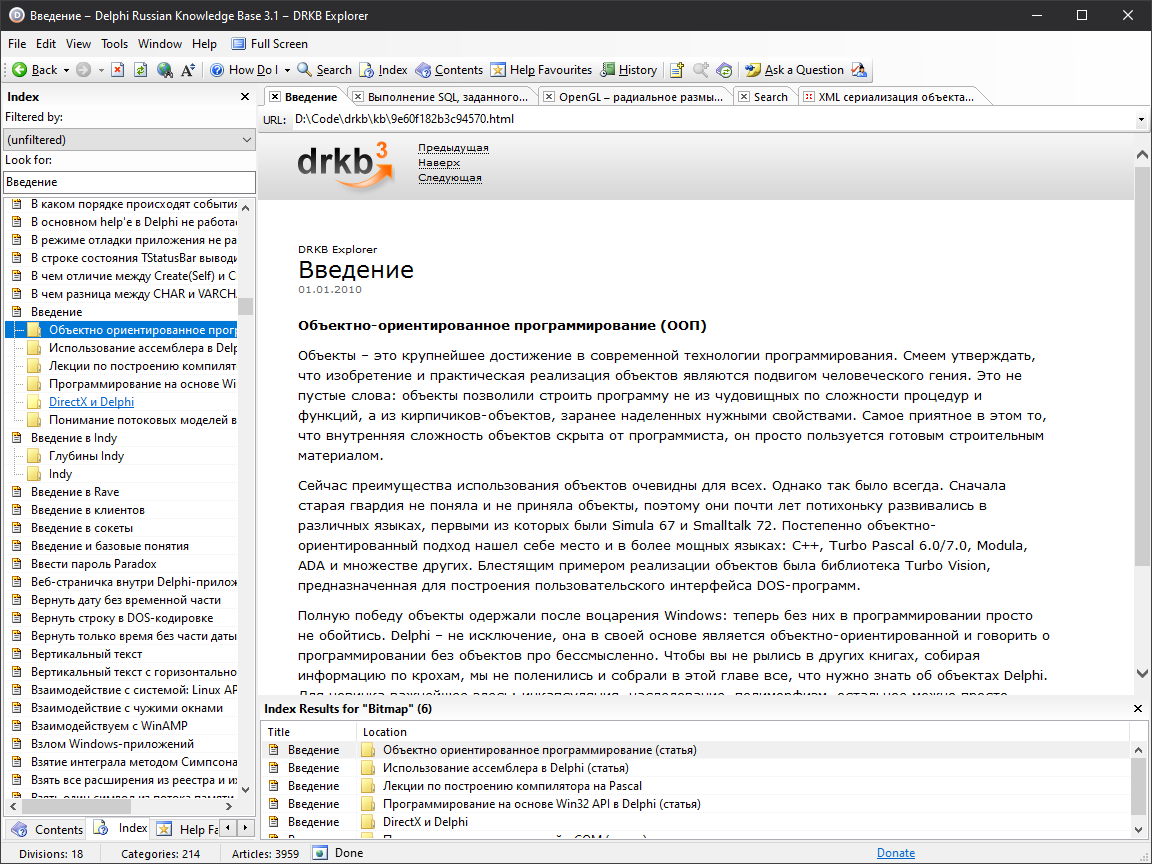 Введение – Delphi Russian Knowledge Base 3.1 – DRKB Explorer
File Edit View Tools Window Help Full Screen
Back How Do I Search Index Contents Help Favourites History Ask a Question
Index
Filtered by:
(unfiltered)
Look for:
Введение
В каком порядке происходят события
В основном help'е в Delphi не работае
В режиме отладки приложения не ра
В строке состояния TStatusBar выводи
В чем отличие между Create(Self) и C
В чем разница между CHAR и VARCH
Введение
Объектно ориентированное прог
Использование ассемблера в Delp
Лекции по построению компилят
Программирование на основе Wi
DirectX и Delphi
Понимание потоковых моделей в
Введение в Indy
Глубины Indy
Indy
Введение в Rave
Введение в клиентов
Введение в сокеты
Введение и базовые понятия
Ввести пароль Paradox
Веб-страничка внутри Delphi-прилож
Вернуть дату без временной части
Вернуть строку в DOS-кодировке
Вернуть только время без части даты
Вертикальный текст
Вертикальный текст с горизонтально
Взаимодействие с системой: Linux AP
Взаимодействие с чужими окнами
Взаимодействуем с WinAMP
Взлом Windows-приложений
Взятие интеграла методом Симпсона
Взять все расширения из реестра и их
Взять один символ из потока памяти
Contents Index Help Fa
Введение Выполнение SQL, заданного... OpenGL – радиальное размы... Search XML сериализация объекта...
URL: D:\Code\drkb\kb\9e60f182b3c94570.html
drkb3
Предыдущая
Наверх
Следующая
DRKB Explorer
Введение
01.01.2010
Объектно-ориентированное программирование (ООП)
Объекты – это крупнейшее достижение в современной технологии программирования. Смеем утверждать,
что изобретение и практическая реализация объектов являются подвигом человеческого гения. Это не
пустые слова: объекты позволили строить программу не из чудовищных по сложности процедур и
функций, а из кирпичиков-объектов, заранее наделенных нужными свойствами. Самое приятное в этом то,
что внутренняя сложность объектов скрыта от программиста, он просто пользуется готовым строительным
материалом.
Сейчас преимущества использования объектов очевидны для всех. Однако так было всегда. Сначала
старая гвардия не поняла и не приняла объекты, поэтому они почти лет потихоньку развивались в
различных языках, первыми из которых были Simula 67 и Smalltalk 72. Постепенно объектно-
ориентированный подход нашел себе место и в более мощных языках: C++, Turbo Pascal 6.0/7.0, Modula,
ADA и множестве других. Блестящим примером реализации объектов была библиотека Turbo Vision,
предназначенная для построения пользовательского интерфейса DOS-программ.
Полную победу объекты одержали после воцарения Windows: теперь без них в программировании просто
не обойтись. Delphi – не исключение, она в своей основе является объектно-ориентированной и говорить о
программировании без объектов про бессмысленно. Чтобы вы не рылись в других книгах, собирая
информацию по крохам, мы не поленились и собрали в этой главе все, что нужно знать об объектах Delphi.
Для новичка важнейшее здесь: инкапсуляция, наследование, полиморфизм, остальное можно просто
Index Results for "Bitmap" (6)
Title Location
Введение Объектно ориентированное программирование (статья)
Введение Использование ассемблера в Delphi (статья)
Введение Лекции по построению компилятора на Pascal
Введение Программирование на основе Win32 API в Delphi (статья)
Введение DirectX и Delphi
Divisions: 18 Categories: 214 Articles: 3959 Done Donate